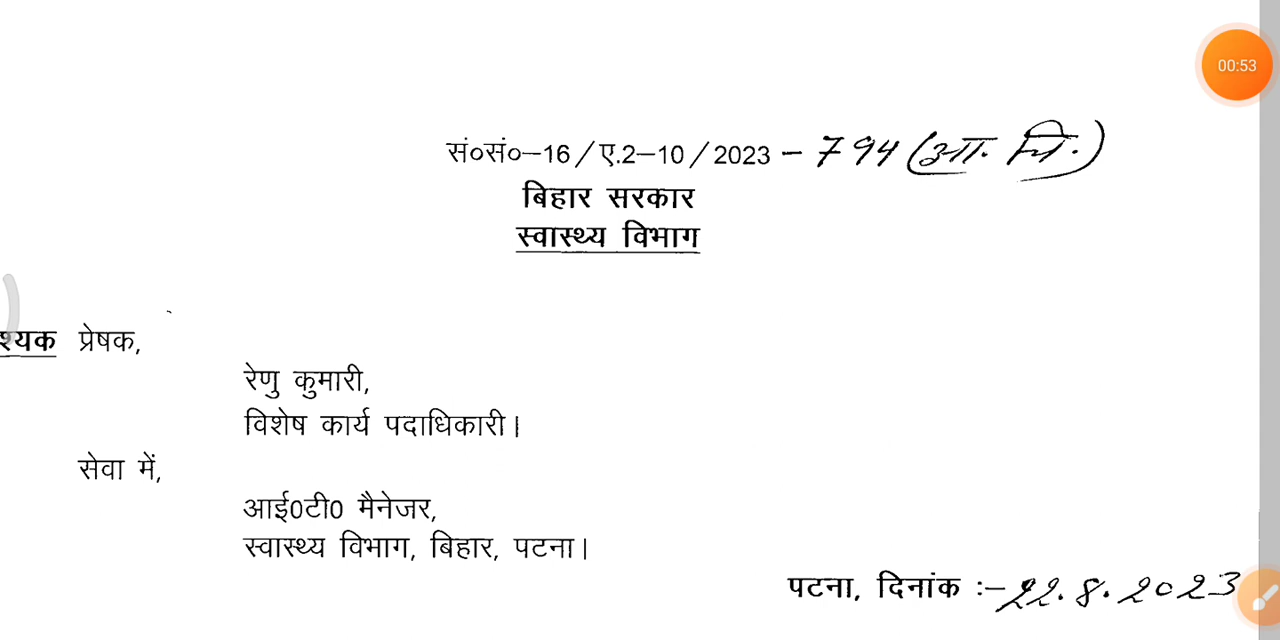 00:53
सं०सं०–16/ए.2–10/2023 – 794 (आ. चि.)
बिहार सरकार
स्वास्थ्य विभाग
श्यक प्रेषक,
रेणु कुमारी,
विशेष कार्य पदाधिकारी।
सेवा में,
आई0टी0 मैनेजर,
स्वास्थ्य विभाग, बिहार, पटना।
पटना, दिनांक :– 22.8.2023